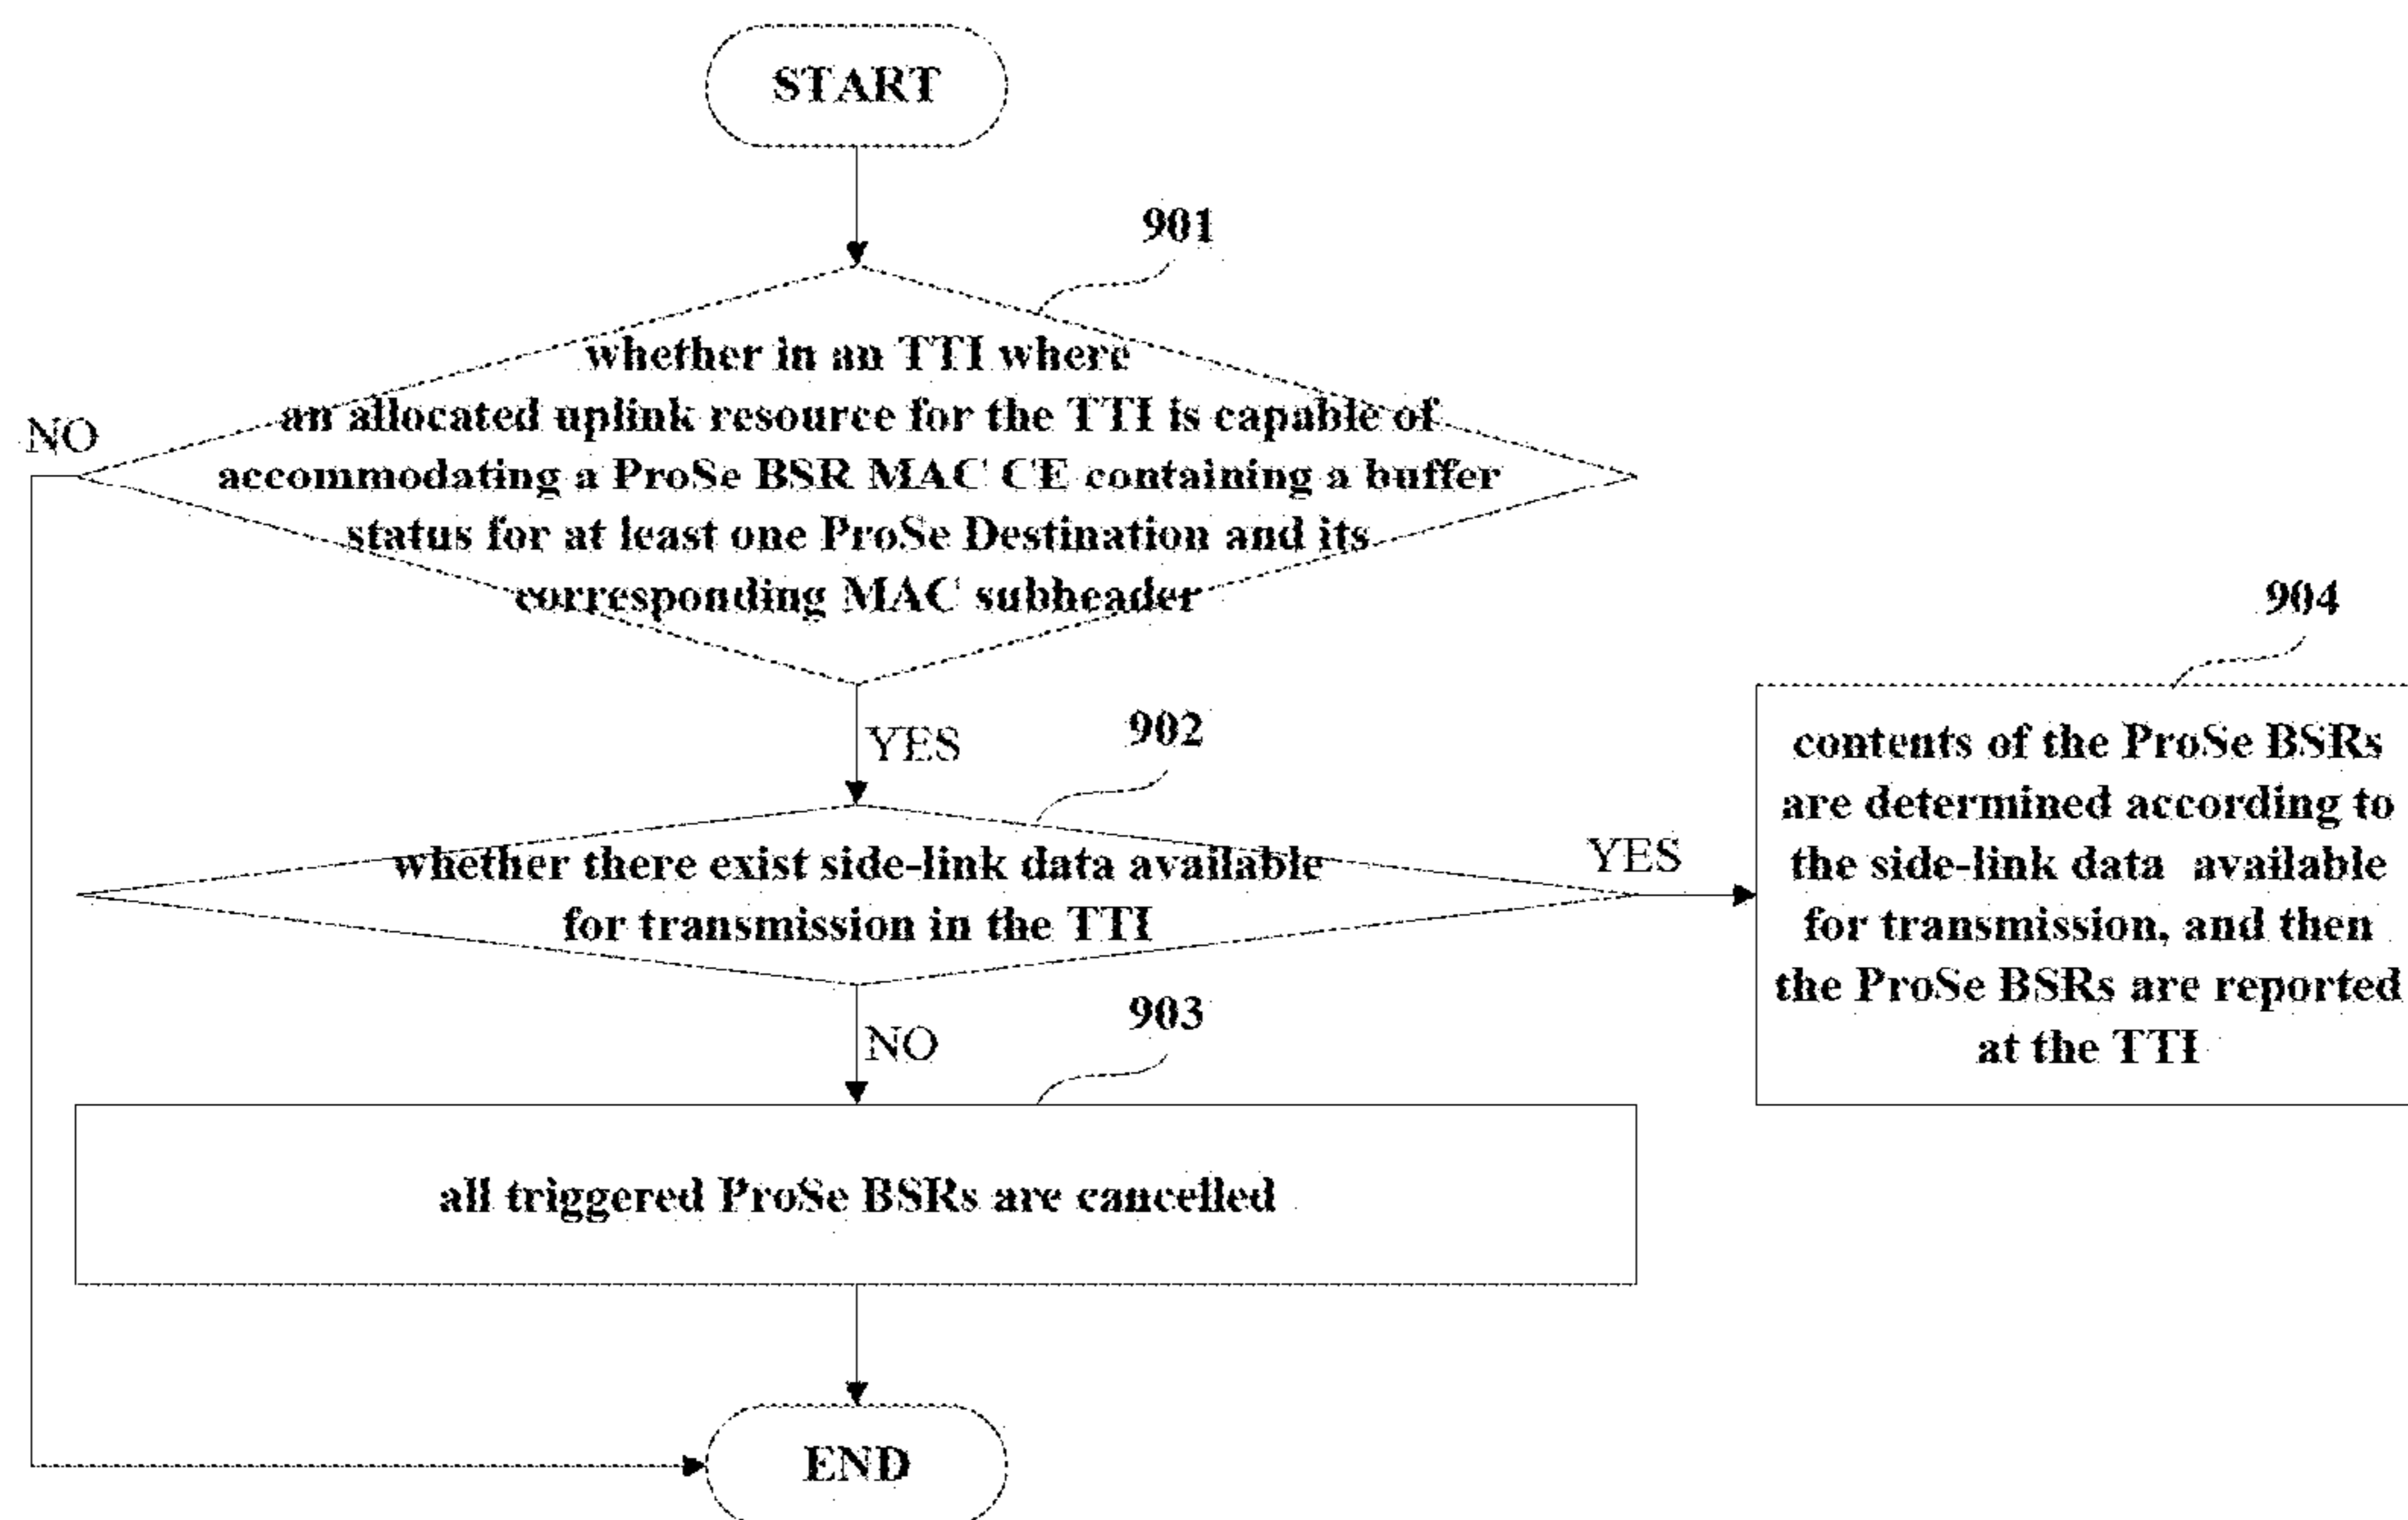 START
901
whether in an TTI where
an allocated uplink resource for the TTI is capable of
accommodating a ProSe BSR MAC CE containing a buffer
status for at least one ProSe Destination and its
corresponding MAC subheader
NO
YES
902
whether there exist side-link data available
for transmission in the TTI
YES
904
contents of the ProSe BSRs
are determined according to
the side-link data available
for transmission, and then
the ProSe BSRs are reported
at the TTI
NO
903
all triggered ProSe BSRs are cancelled
END